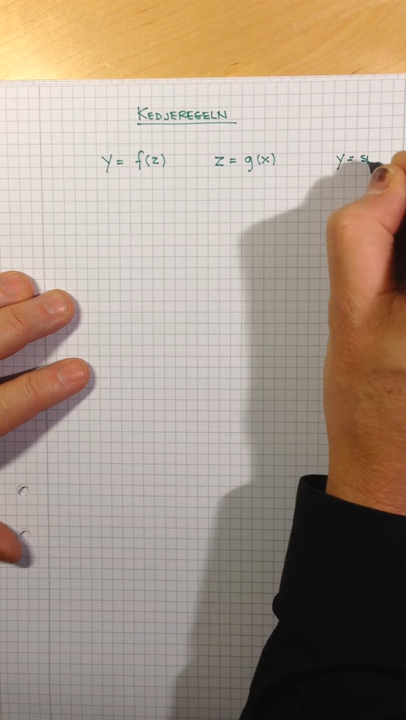 KEDJEREGELN
y = f(z) z = g(x) y =